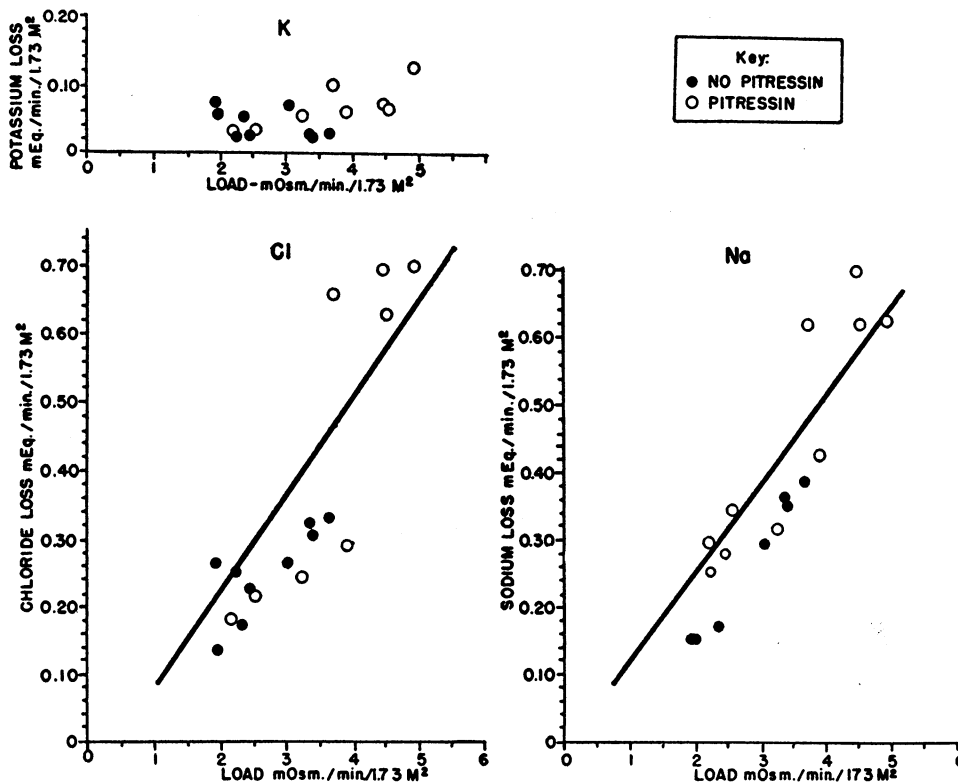 K
POTASSIUM LOSS
mEq./min./1.73 M²
0.20
0.10
0
0 1 2 3 4 5
LOAD-mOsm./min./1.73 M²
Key:
NO PITRESSIN
PITRESSIN
Cl
CHLORIDE LOSS mEq./min./1.73 M²
0.70
0.60
0.50
0.40
0.30
0.20
0.10
0
0 1 2 3 4 5 6
LOAD mOsm./min/1.73 M²
Na
SODIUM LOSS mEq./min./1.73 M²
0.70
0.60
0.50
0.40
0.30
0.20
0.10
0
0 1 2 3 4 5 6
LOAD mOsm./min/173 M²